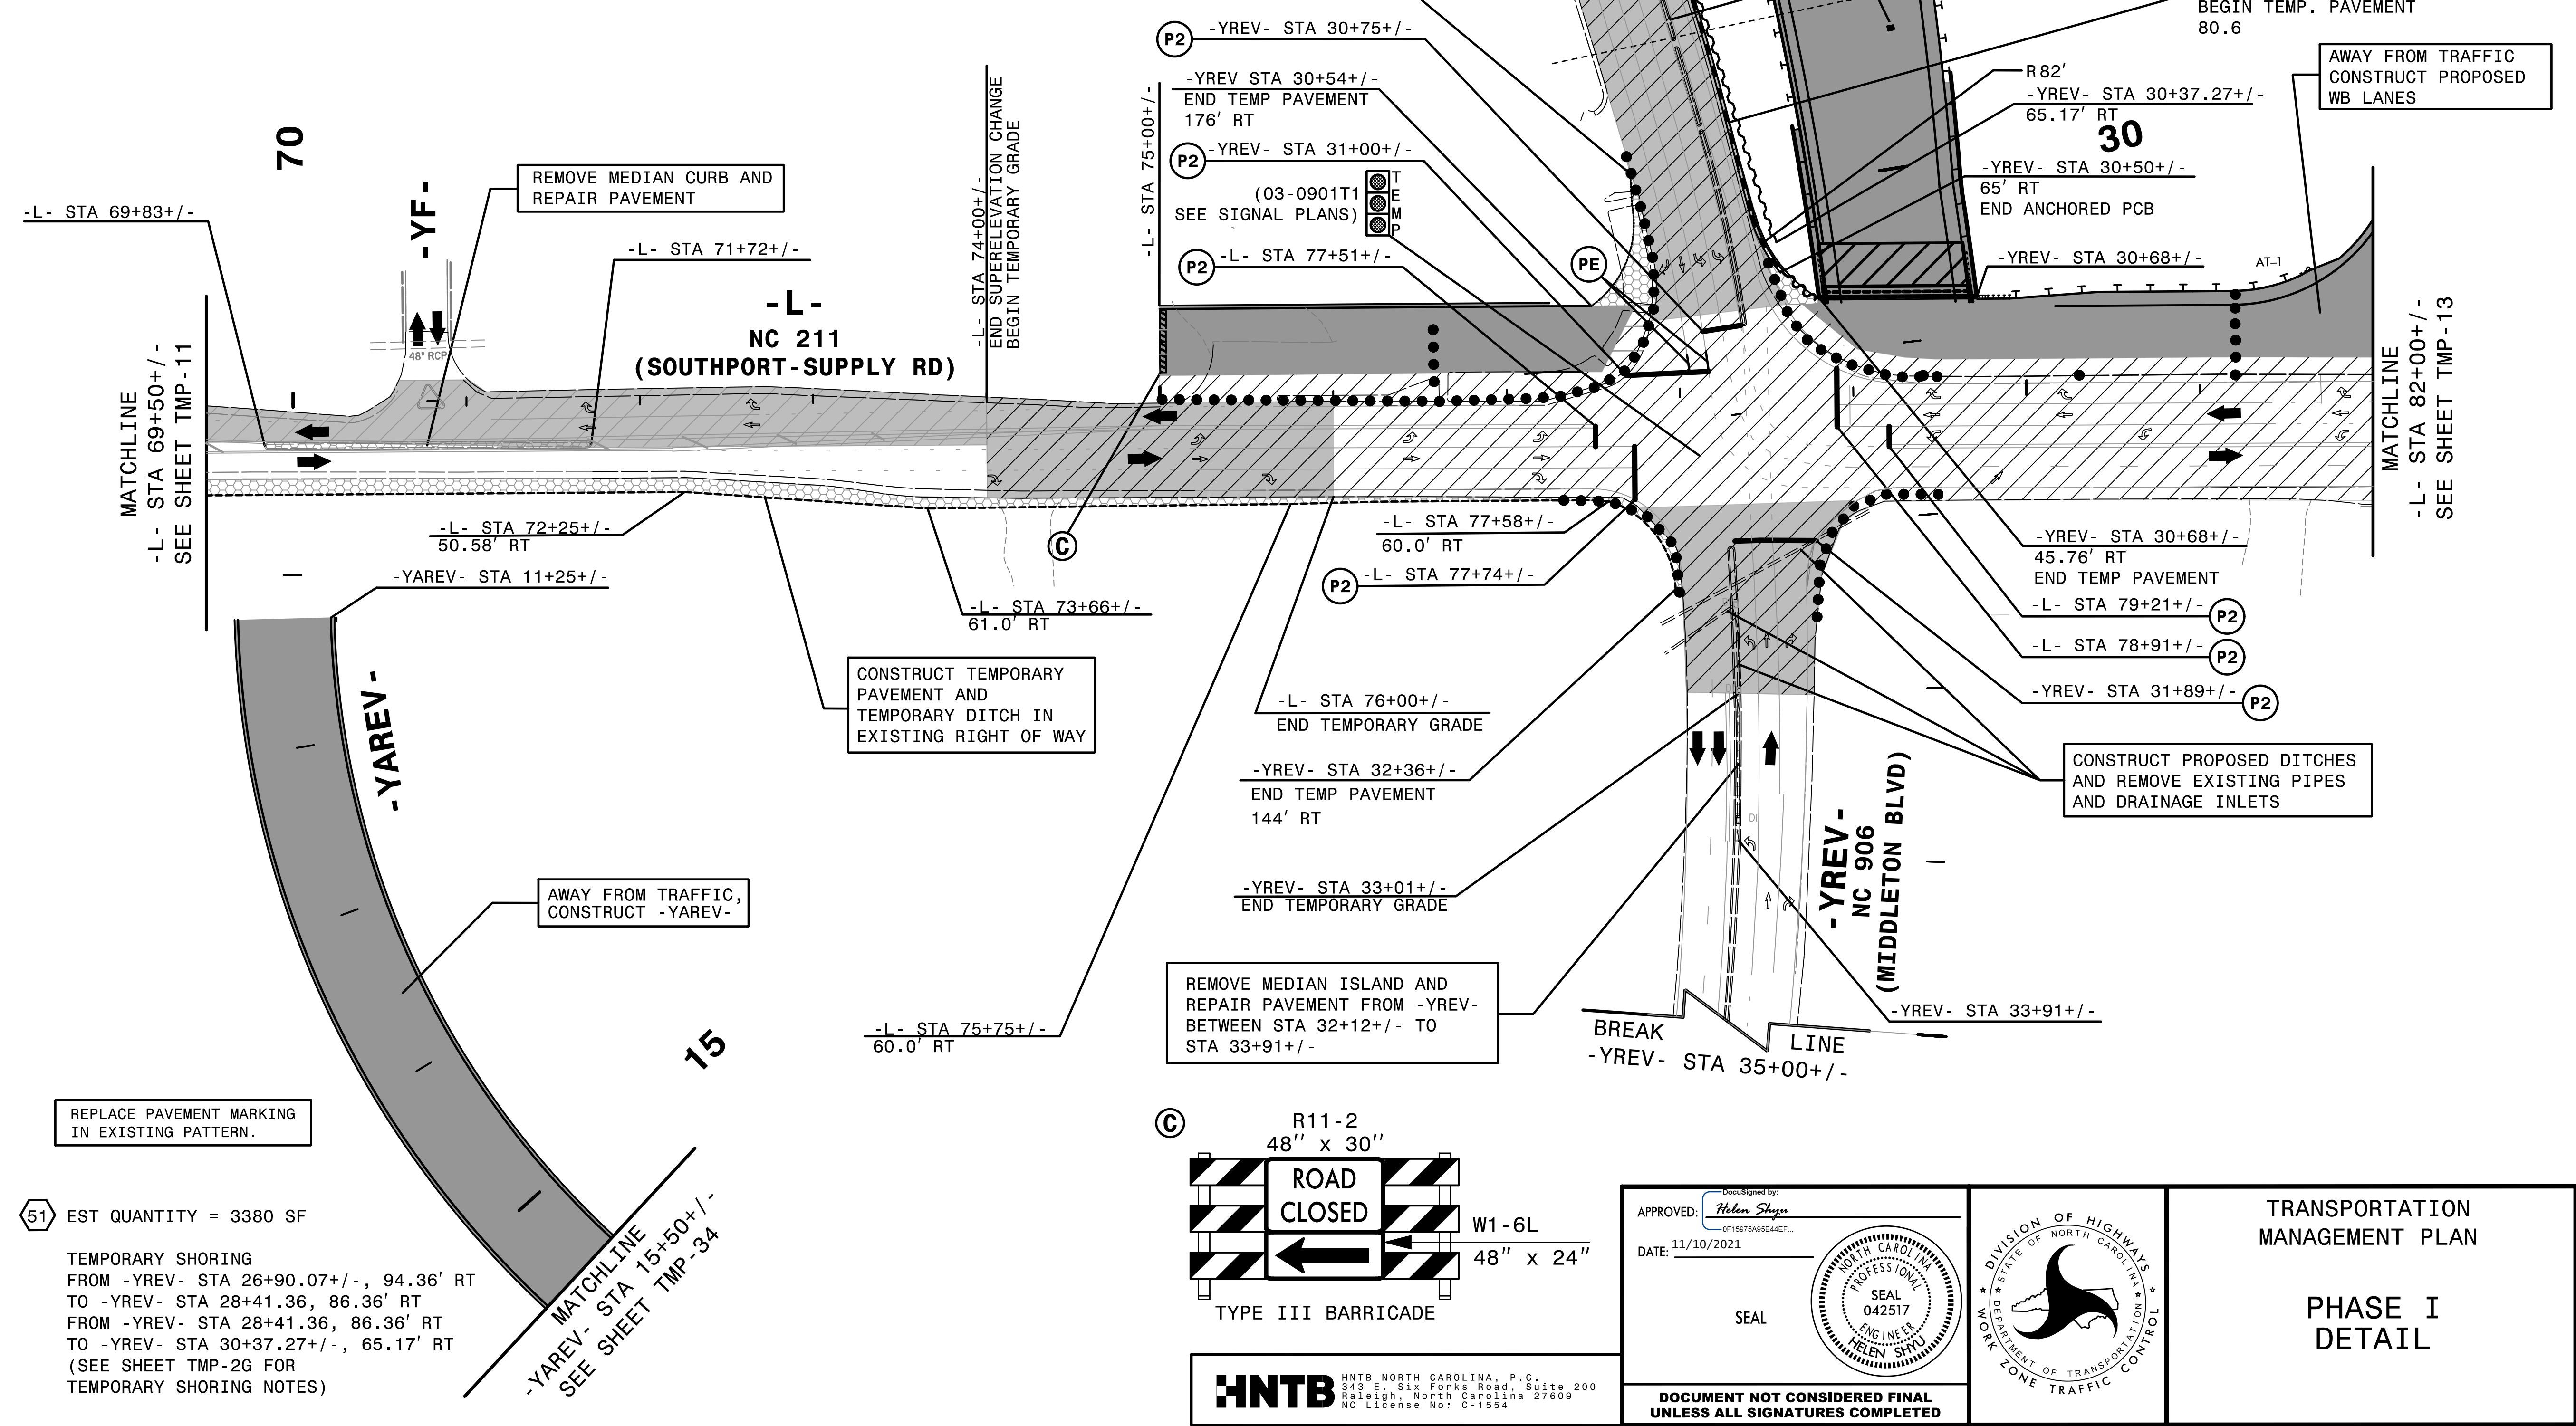 BEGIN TEMP. PAVEMENT
80.6
AWAY FROM TRAFFIC
CONSTRUCT PROPOSED
WB LANES
P2
-YREV- STA 30+75+/-
-YREV STA 30+54+/-
END TEMP PAVEMENT
176' RT
P2
-YREV- STA 31+00+/-
(03-0901T1
SEE SIGNAL PLANS)
T
E
M
P
P2
-L- STA 77+51+/-
PE
R 82'
-YREV- STA 30+37.27+/-
65.17' RT
30
-YREV- STA 30+50+/-
65' RT
END ANCHORED PCB
-YREV- STA 30+68+/-
AT-1
70
-YF-
REMOVE MEDIAN CURB AND
REPAIR PAVEMENT
-L- STA 69+83+/-
-L- STA 71+72+/-
48" RCP
-L-
NC 211
(SOUTHPORT-SUPPLY RD)
-L- STA 74+00+/-
END SUPERELEVATION CHANGE
BEGIN TEMPORARY GRADE
-L- STA 75+00+/-
MATCHLINE
-L- STA 69+50+/-
SEE SHEET TMP-11
MATCHLINE
-L- STA 82+00+/-
SEE SHEET TMP-13
-L- STA 72+25+/-
50.58' RT
-YAREV- STA 11+25+/-
-L- STA 73+66+/-
61.0' RT
C
-L- STA 77+58+/-
60.0' RT
P2
-L- STA 77+74+/-
-YREV- STA 30+68+/-
45.76' RT
END TEMP PAVEMENT
-L- STA 79+21+/-
P2
-L- STA 78+91+/-
P2
-YREV- STA 31+89+/-
P2
CONSTRUCT TEMPORARY
PAVEMENT AND
TEMPORARY DITCH IN
EXISTING RIGHT OF WAY
-L- STA 76+00+/-
END TEMPORARY GRADE
-YREV- STA 32+36+/-
END TEMP PAVEMENT
144' RT
CONSTRUCT PROPOSED DITCHES
AND REMOVE EXISTING PIPES
AND DRAINAGE INLETS
-YAREV-
DI
-YREV-
NC 906
(MIDDLETON BLVD)
AWAY FROM TRAFFIC,
CONSTRUCT -YAREV-
-YREV- STA 33+01+/-
END TEMPORARY GRADE
REMOVE MEDIAN ISLAND AND
REPAIR PAVEMENT FROM -YREV-
BETWEEN STA 32+12+/- TO
STA 33+91+/-
-L- STA 75+75+/-
60.0' RT
-YREV- STA 33+91+/-
BREAK LINE
-YREV- STA 35+00+/-
15
REPLACE PAVEMENT MARKING
IN EXISTING PATTERN.
51 EST QUANTITY = 3380 SF
TEMPORARY SHORING
FROM -YREV- STA 26+90.07+/-, 94.36' RT
TO -YREV- STA 28+41.36, 86.36' RT
FROM -YREV- STA 28+41.36, 86.36' RT
TO -YREV- STA 30+37.27+/-, 65.17' RT
(SEE SHEET TMP-2G FOR
TEMPORARY SHORING NOTES)
MATCHLINE
-YAREV- STA 15+50+/-
SEE SHEET TMP-34
C
R11-2
48'' x 30''
ROAD
CLOSED
W1-6L
48" x 24"
TYPE III BARRICADE
HNTB
HNTB NORTH CAROLINA, P.C.
343 E. Six Forks Road, Suite 200
Raleigh, North Carolina 27609
NC License No: C-1554
DocuSigned by:
APPROVED: Helen Shyu
0F15975A95E44EF...
DATE: 11/10/2021
SEAL
NORTH CAROLINA
PROFESSIONAL
SEAL
042517
ENGINEER
HELEN SHYU
DOCUMENT NOT CONSIDERED FINAL
UNLESS ALL SIGNATURES COMPLETED
DIVISION OF HIGHWAYS
STATE OF NORTH CAROLINA
DEPARTMENT OF TRANSPORTATION
WORK ZONE TRAFFIC CONTROL
TRANSPORTATION
MANAGEMENT PLAN
PHASE I
DETAIL